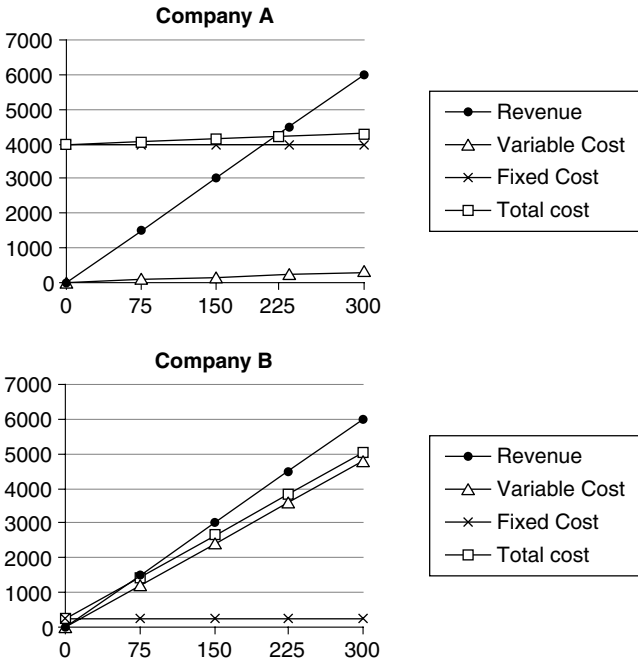 Company A
7000
6000
5000
4000
3000
2000
1000
0
0 75 150 225 300
Revenue
Variable Cost
Fixed Cost
Total cost
Company B
7000
6000
5000
4000
3000
2000
1000
0
0 75 150 225 300
Revenue
Variable Cost
Fixed Cost
Total cost